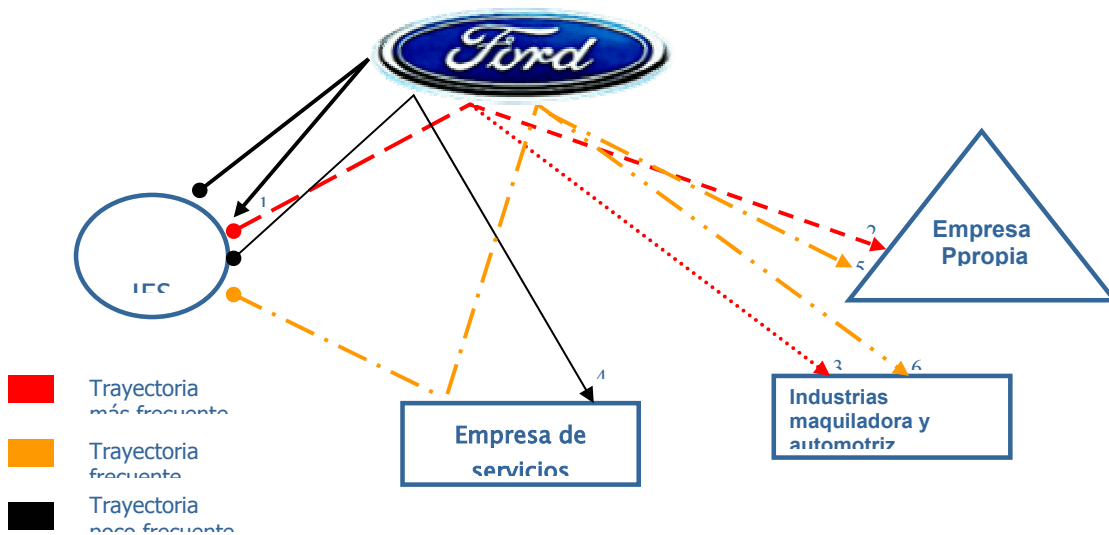 Ford
1
2
Empresa
Ppropia
5
IES
3
6
4
Trayectoria
más frecuente
Industrias
maquiladora y
automotriz
Empresa de
servicios
Trayectoria
frecuente
Trayectoria
poco frecuente